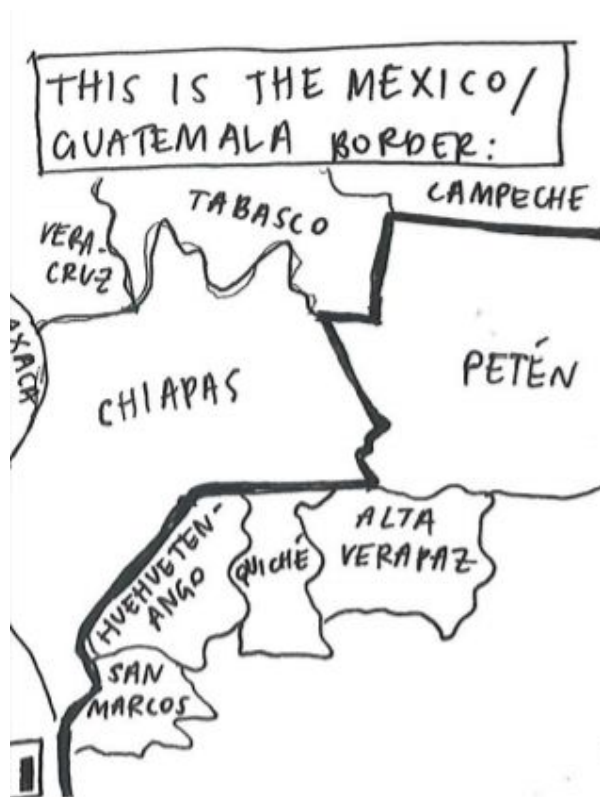 THIS IS THE MEXICO/
GUATEMALA BORDER:
TABASCO
CAMPECHE
VERA-
CRUZ
AXACA
CHIAPAS
PETÉN
HUEHUETEN-
ANGO
QUICHÉ
ALTA
VERAPAZ
SAN
MARCOS